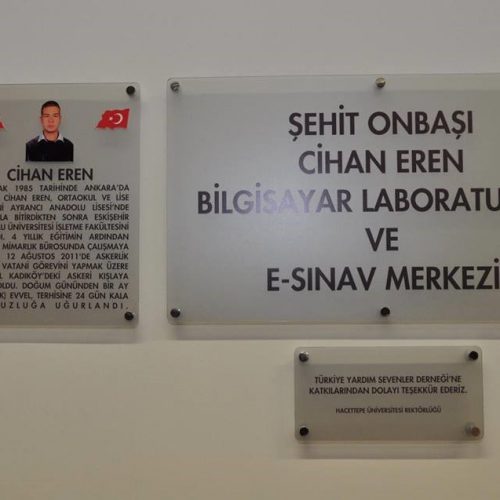 CİHAN EREN
AK 1985 TARİHİNDE ANKARA'DA
CİHAN EREN, ORTAOKUL VE LİSE
Nİ AYRANCI ANADOLU LİSESİ'NDE
LA BİTİRDİKTEN SONRA ESKİŞEHİR
U ÜNİVERSİTESİ İŞLETME FAKÜLTESİNİ
DI. 4 YILLIK EĞİTİMİN ARDINDAN
MİMARLIK BÜROSUNDA ÇALIŞMAYA
12 AĞUSTOS 2011'DE ASKERLİK
VATANİ GÖREVİNİ YAPMAK ÜZERE
L KADIKÖY'DEKİ ASKERİ KIŞLAYA
OLDU. DOĞUM GÜNÜNDEN BİR AY
K) EVVEL, TERHİSİNE 24 GÜN KALA
UZLUĞA UĞURLANDI.
ŞEHİT ONBAŞI
CİHAN EREN
BİLGİSAYAR LABORATU
VE
E-SINAV MERKEZİ
TÜRKİYE YARDIM SEVENLER DERNEĞİ'NE
KATKILARINDAN DOLAYI TEŞEKKÜR EDERİZ.
HACETTEPE ÜNİVERSİTESİ REKTÖRLÜĞÜ